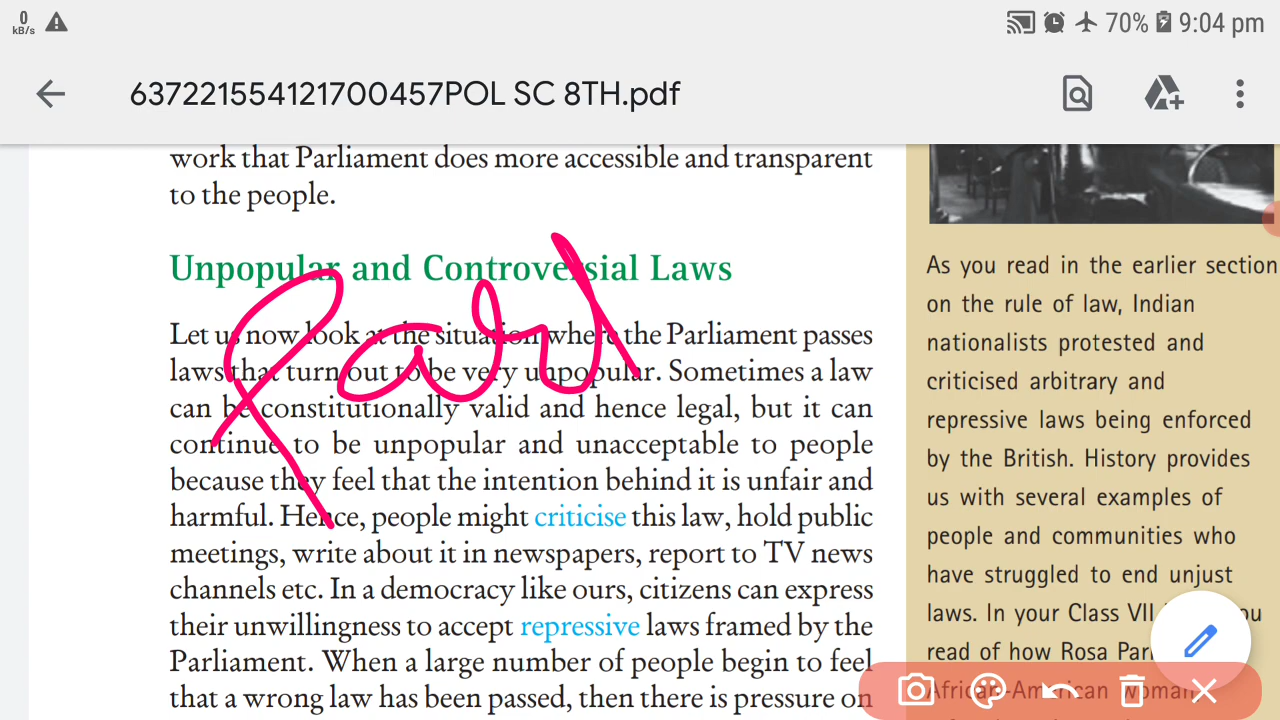 0
kB/s
70% 9:04 pm
637221554121700457POL SC 8TH.pdf
work that Parliament does more accessible and transparent
to the people.
Unpopular and Controversial Laws
Let us now look at the situation where the Parliament passes
laws that turn out to be very unpopular. Sometimes a law
can be constitutionally valid and hence legal, but it can
continue to be unpopular and unacceptable to people
because they feel that the intention behind it is unfair and
harmful. Hence, people might criticise this law, hold public
meetings, write about it in newspapers, report to TV news
channels etc. In a democracy like ours, citizens can express
their unwillingness to accept repressive laws framed by the
Parliament. When a large number of people begin to feel
that a wrong law has been passed, then there is pressure on
As you read in the earlier section
on the rule of law, Indian
nationalists protested and
criticised arbitrary and
repressive laws being enforced
by the British. History provides
us with several examples of
people and communities who
have struggled to end unjust
laws. In your Class VII you
read of how Rosa
African-American woman,